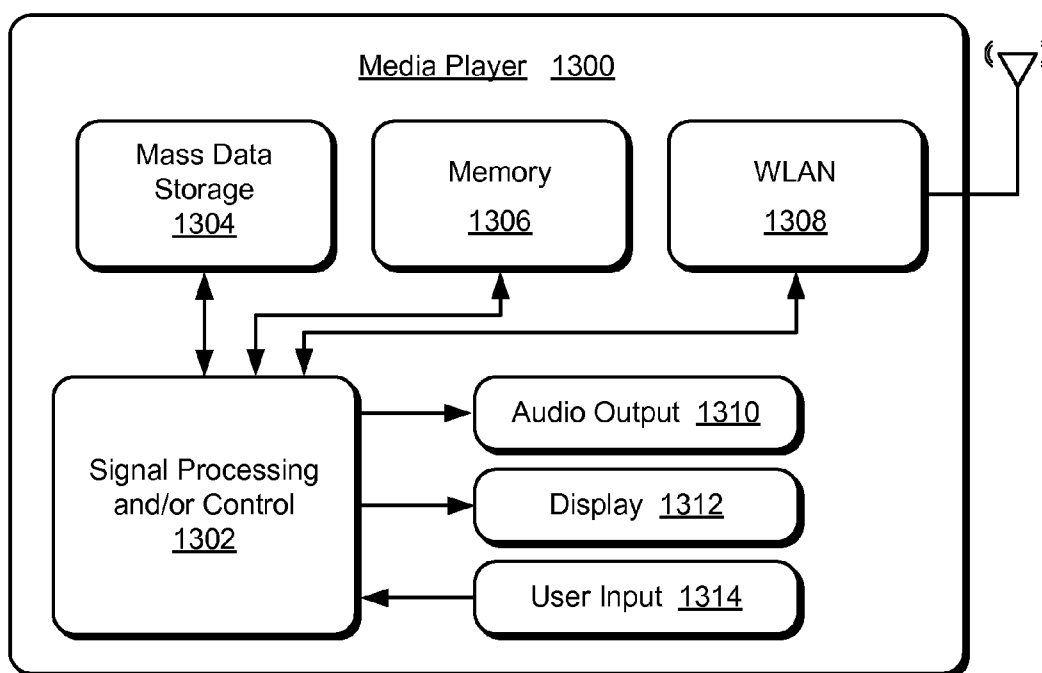 Media Player 1300
Mass Data
Storage
1304
Memory
1306
WLAN
1308
Signal Processing
and/or Control
1302
Audio Output 1310
Display 1312
User Input 1314